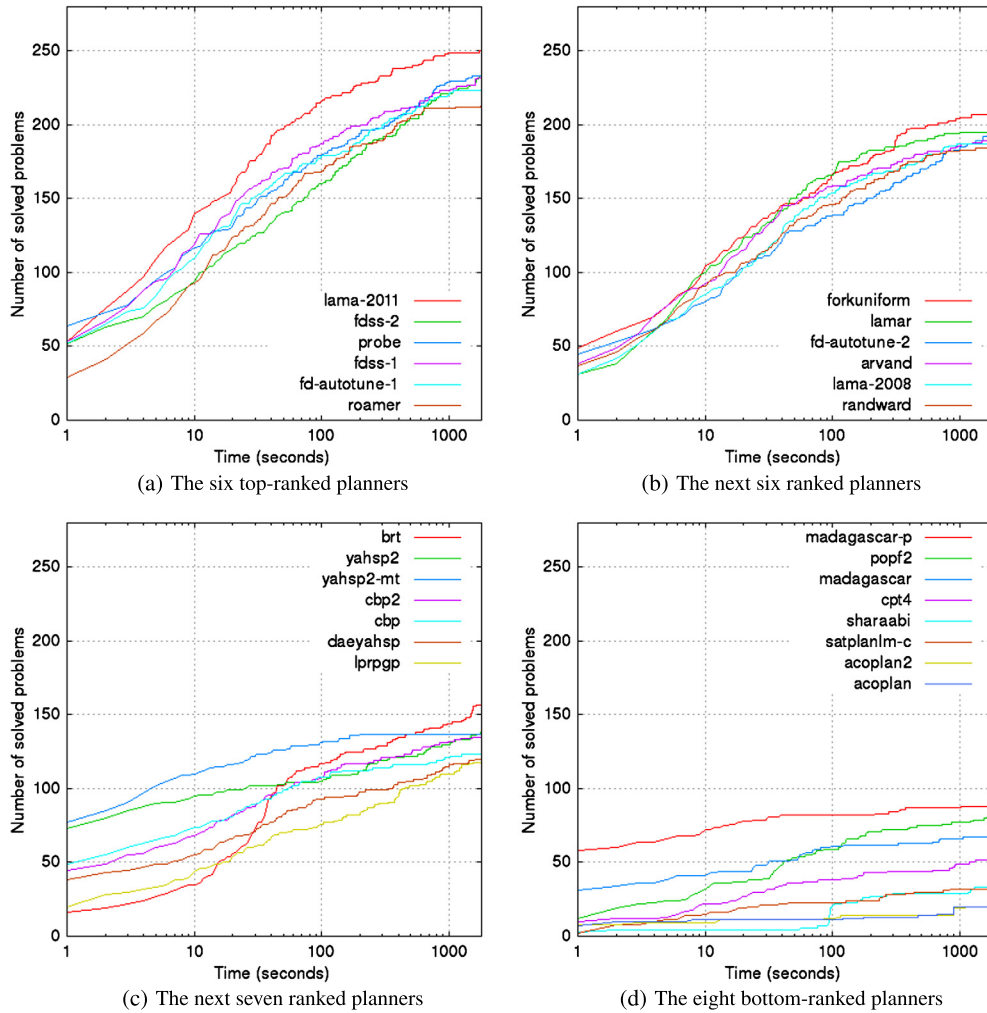 Number of solved problems
250
200
150
100
50
0
lama-2011
fdss-2
probe
fdss-1
fd-autotune-1
roamer
1 10 100 1000
Time (seconds)
(a) The six top-ranked planners
Number of solved problems
250
200
150
100
50
0
forkuniform
lamar
fd-autotune-2
arvand
lama-2008
randward
1 10 100 1000
Time (seconds)
(b) The next six ranked planners
Number of solved problems
250
200
150
100
50
0
brt
yahsp2
yahsp2-mt
cbp2
cbp
daeyahsp
lprpgp
1 10 100 1000
Time (seconds)
(c) The next seven ranked planners
Number of solved problems
250
200
150
100
50
0
madagascar-p
popf2
madagascar
cpt4
sharaabi
satplanlm-c
acoplan2
acoplan
1 10 100 1000
Time (seconds)
(d) The eight bottom-ranked planners